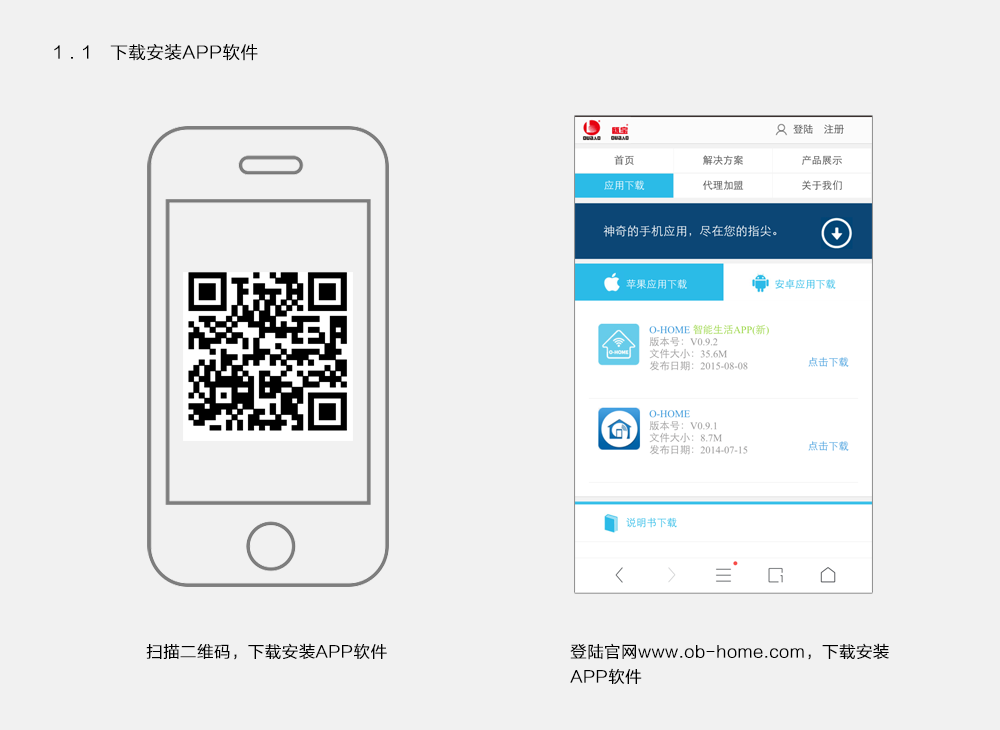 1.1 下载安装APP软件
登陆 注册
首页 解决方案 产品展示
应用下载 代理加盟 关于我们
神奇的手机应用，尽在您的指尖。
苹果应用下载 安卓应用下载
O-HOME 智能生活APP(新)
版本号：V0.9.2
文件大小：35.6M
发布日期：2015-08-08
点击下载
O-HOME
O-HOME
版本号：V0.9.1
文件大小：8.7M
发布日期：2014-07-15
点击下载
说明书下载
扫描二维码，下载安装APP软件
登陆官网www.ob-home.com，下载安装
APP软件